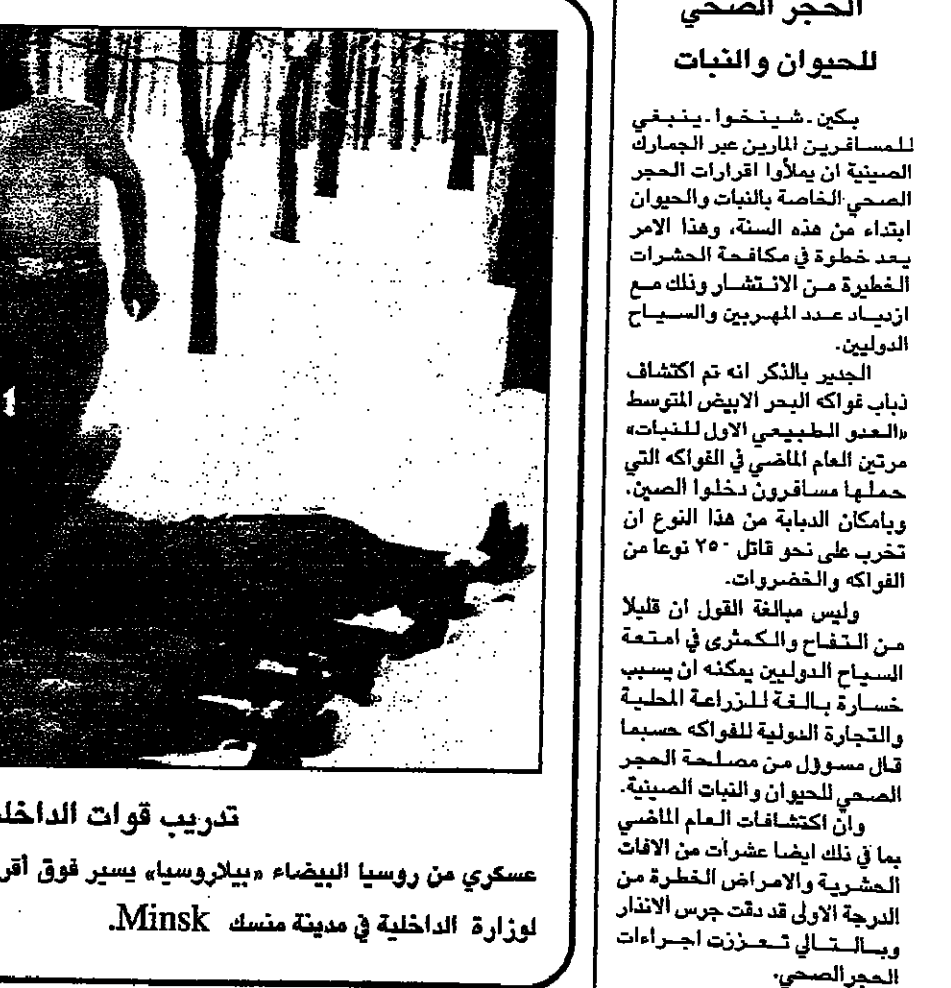 الحجر الصحي
للحيوان والنبات
بكين ـ شينخوا ـ ينبغي
للمسافرين المارين عبر الجمارك
الصينية ان يملأوا اقرارات الحجر
الصحي الخاصة بالنبات والحيوان
ابتداء من هذه السنة، وهذا الامر
يعد خطوة في مكافحة الحشرات
الخطيرة من الانتشار وذلك مع
ازدياد عدد المهربين والسياح
الدوليين.
الجدير بالذكر انه تم اكتشاف
ذباب فواكه البحر الابيض المتوسط
«العدو الطبيعي الاول للنبات»
مرتين العام الماضي في الفواكه التي
حملها مسافرون دخلوا الصين.
وبامكان الدبابة من هذا النوع ان
تخرب على نحو قاتل ٢٥٠ نوعا من
الفواكه والخضروات.
وليس مبالغة القول ان قليلا
من التفاح والكمثرى في امتعة
السياح الدوليين يمكنه ان يسبب
خسارة بالغة للزراعة المحلية
والتجارة الدولية للفواكه حسبما
قال مسوؤل من مصلحة الحجر
الصحي للحيوان والنبات الصينية.
وان اكتشافات العام الماضي
بما في ذلك ايضا عشرات من الافات
الحشرية والامراض الخطرة من
الدرجة الاولى قد دقت جرس الانذار
وبالتالي تعززت اجراءات
الحجر الصحي.
تدريب قوات الداخلي
عسكري من روسيا البيضاء «بيلاروسيا» يسير فوق أقر
لوزارة الداخلية في مدينة منسك Minsk.